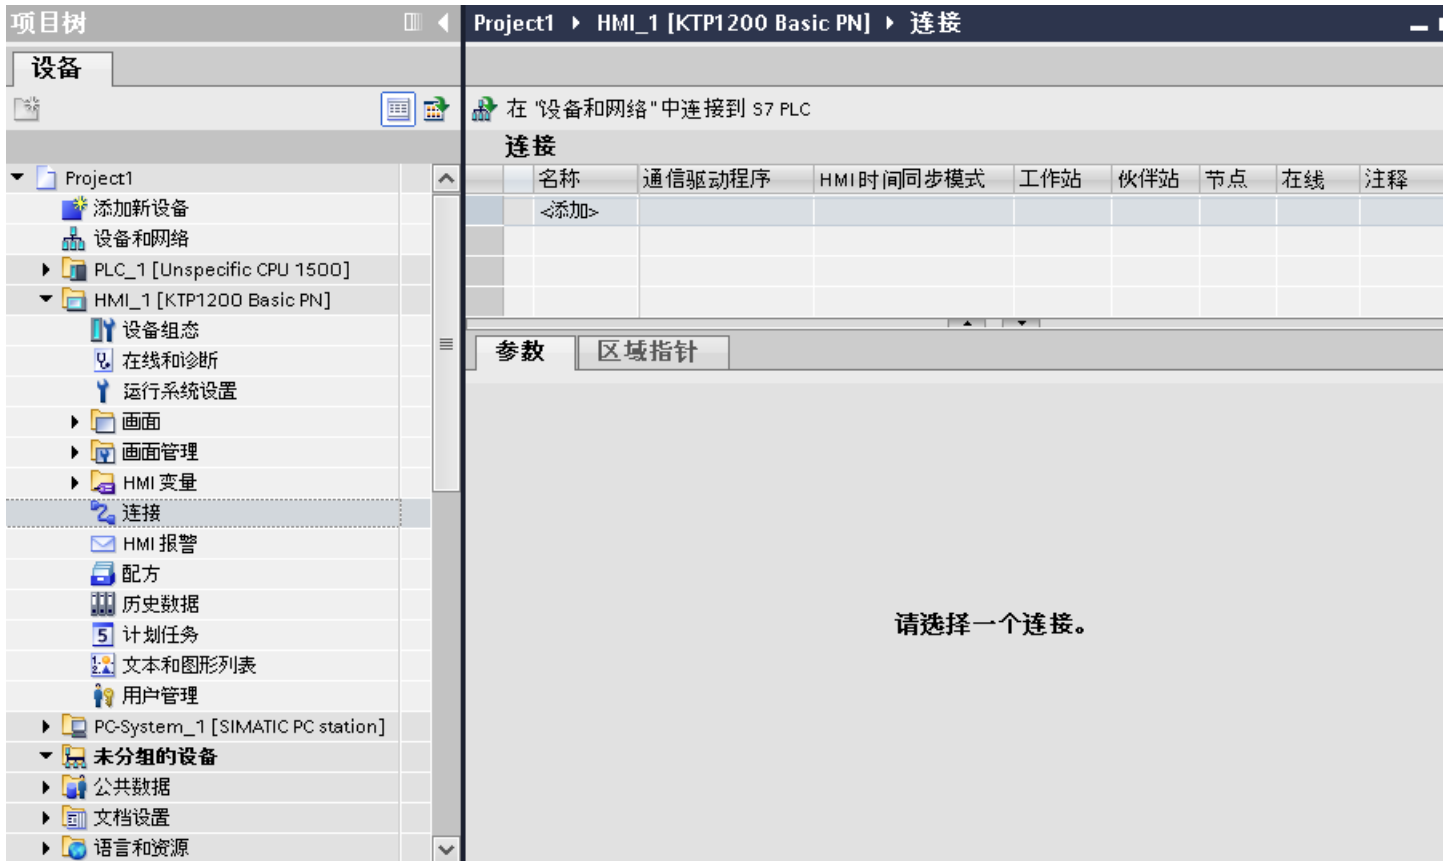 项目树
设备
Project1
添加新设备
设备和网络
PLC_1 [Unspecific CPU 1500]
HMI_1 [KTP1200 Basic PN]
设备组态
在线和诊断
运行系统设置
画面
画面管理
HMI 变量
连接
HMI 报警
配方
历史数据
计划任务
文本和图形列表
用户管理
PC-System_1 [SIMATIC PC station]
未分组的设备
公共数据
文档设置
语言和资源
Project1 HMI_1 [KTP1200 Basic PN] 连接
在 "设备和网络" 中连接到 S7 PLC
连接
名称 通信驱动程序 HMI时间同步模式 工作站 伙伴站 节点 在线 注释
<添加>
参数 区域指针
请选择一个连接。